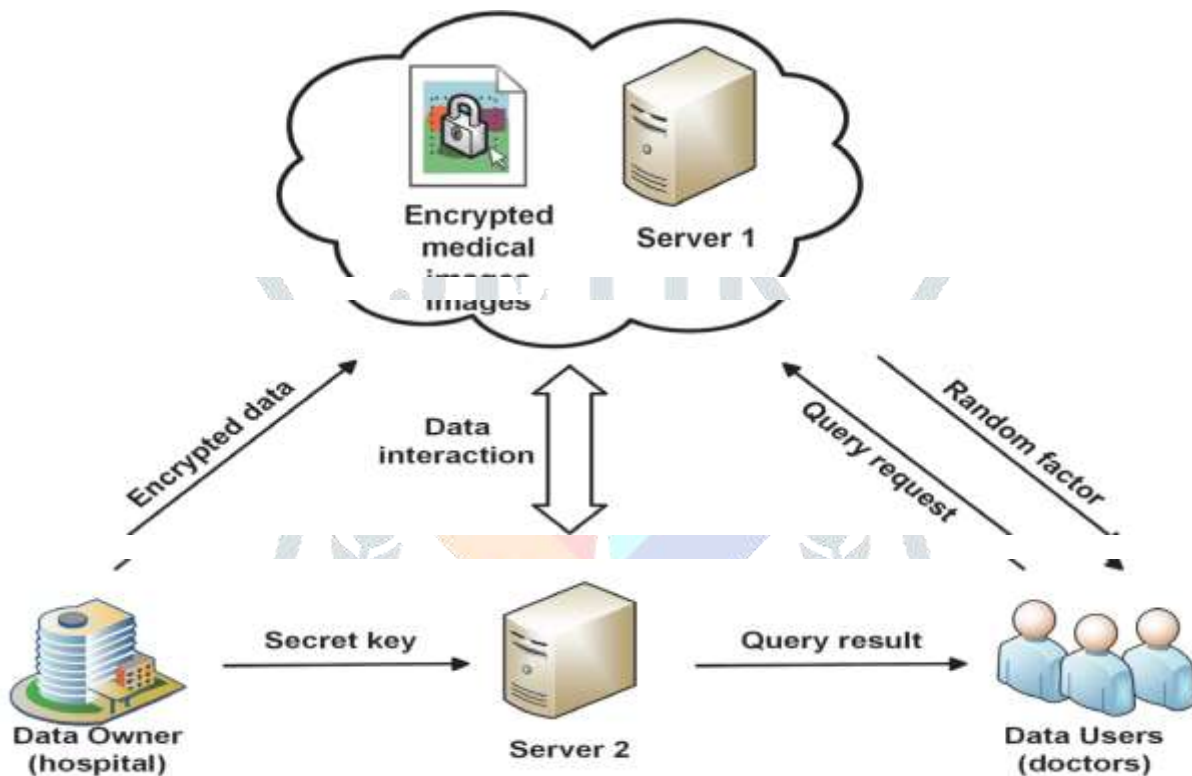 Encrypted
medical
images
images
Server 1
Encrypted data
Data
interaction
Query request
Random factor
Secret key
Query result
Data Owner
(hospital)
Server 2
Data Users
(doctors)